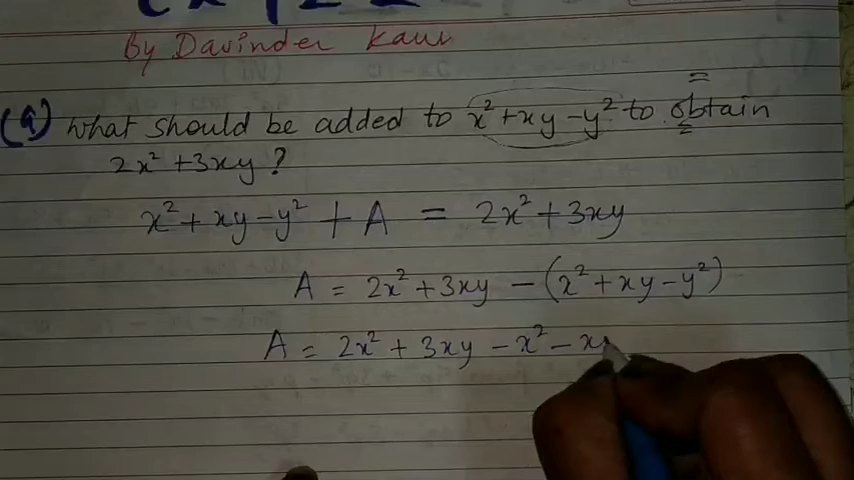 By Davinder Kaur
(a) What should be added to x² + xy - y² to obtain
2x² + 3xy ?
x² + xy - y² + A = 2x² + 3xy
A = 2x² + 3xy - (x² + xy - y²)
A = 2x² + 3xy - x² - xy